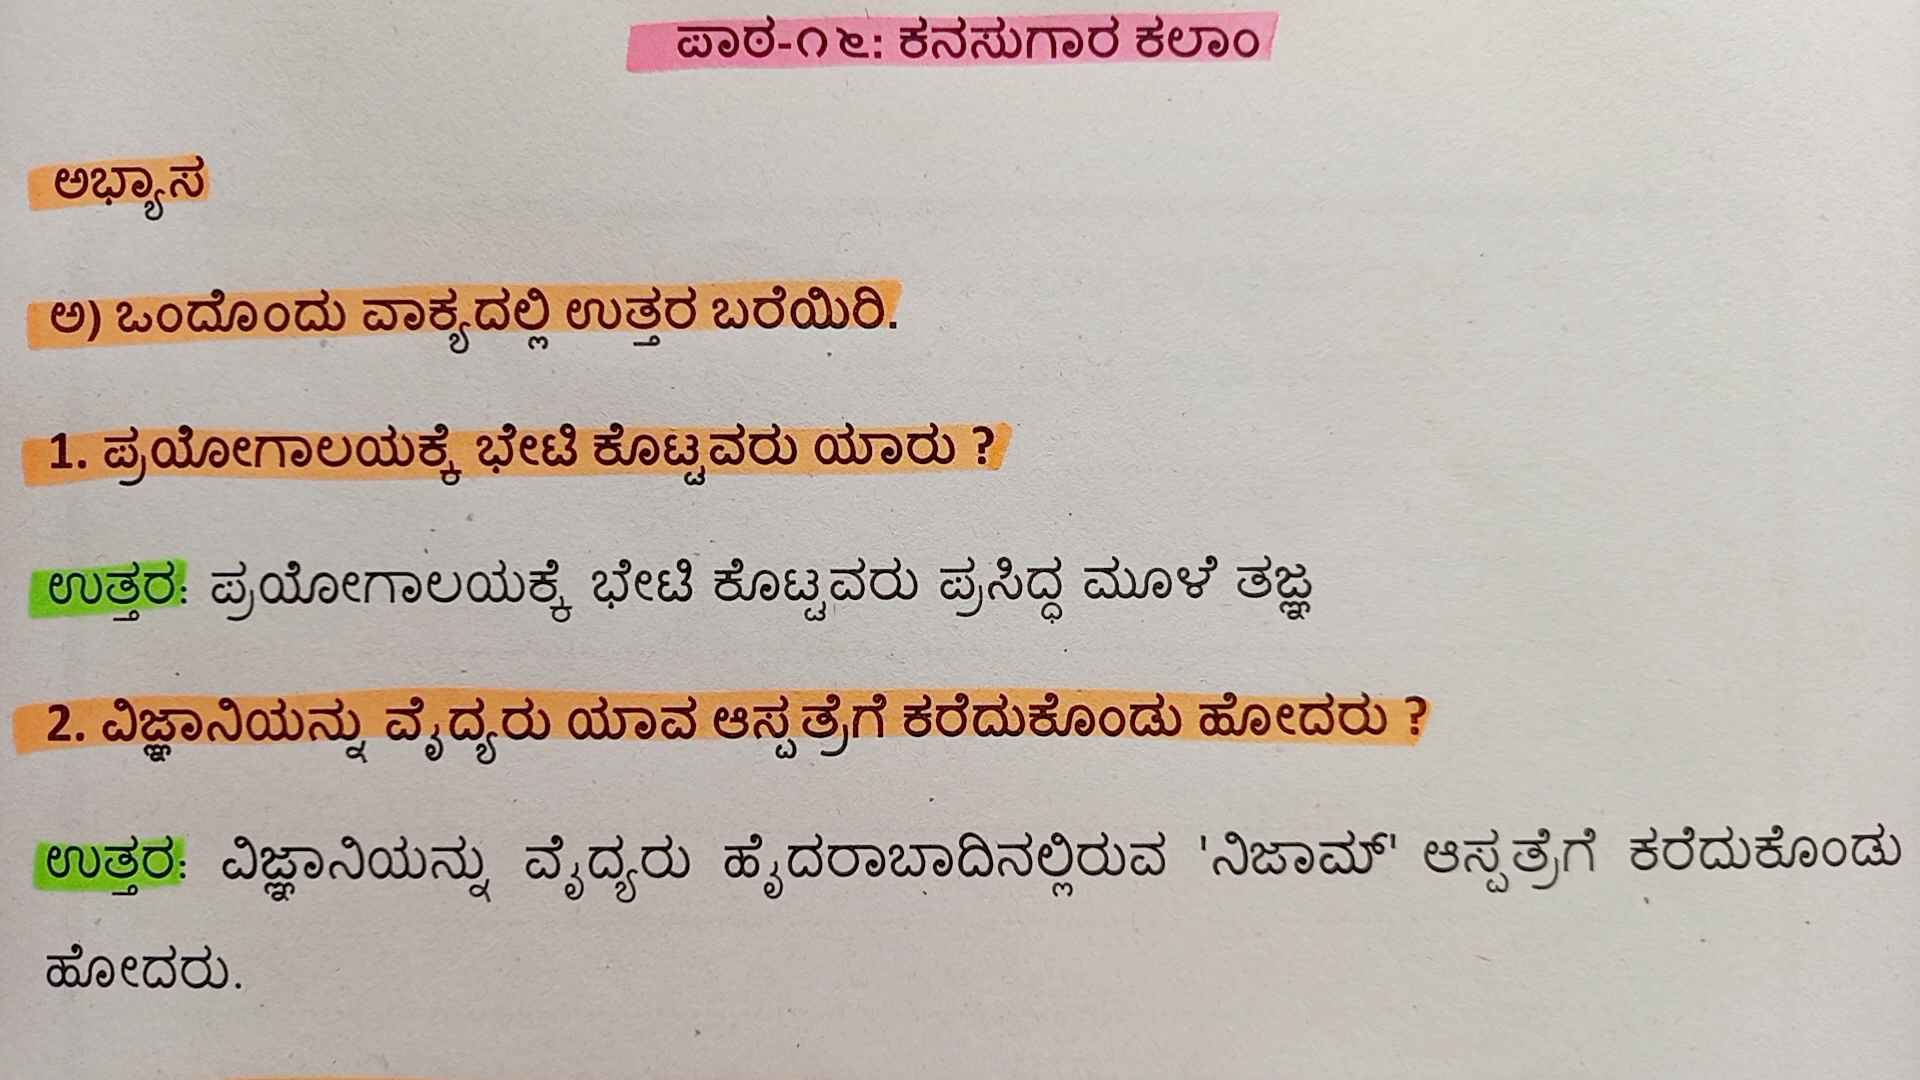 ಪಾಠ-೧೬: ಕನಸುಗಾರ ಕಲಾಂ
ಅಭ್ಯಾಸ
ಅ) ಒಂದೊಂದು ವಾಕ್ಯದಲ್ಲಿ ಉತ್ತರ ಬರೆಯಿರಿ.
1. ಪ್ರಯೋಗಾಲಯಕ್ಕೆ ಭೇಟಿ ಕೊಟ್ಟವರು ಯಾರು ?
ಉತ್ತರ: ಪ್ರಯೋಗಾಲಯಕ್ಕೆ ಭೇಟಿ ಕೊಟ್ಟವರು ಪ್ರಸಿದ್ಧ ಮೂಳೆ ತಜ್ಞ
2. ವಿಜ್ಞಾನಿಯನ್ನು ವೈದ್ಯರು ಯಾವ ಆಸ್ಪತ್ರೆಗೆ ಕರೆದುಕೊಂಡು ಹೋದರು ?
ಉತ್ತರ: ವಿಜ್ಞಾನಿಯನ್ನು ವೈದ್ಯರು ಹೈದರಾಬಾದಿನಲ್ಲಿರುವ 'ನಿಜಾಮ್' ಆಸ್ಪತ್ರೆಗೆ ಕರೆದುಕೊಂಡು
ಹೋದರು.